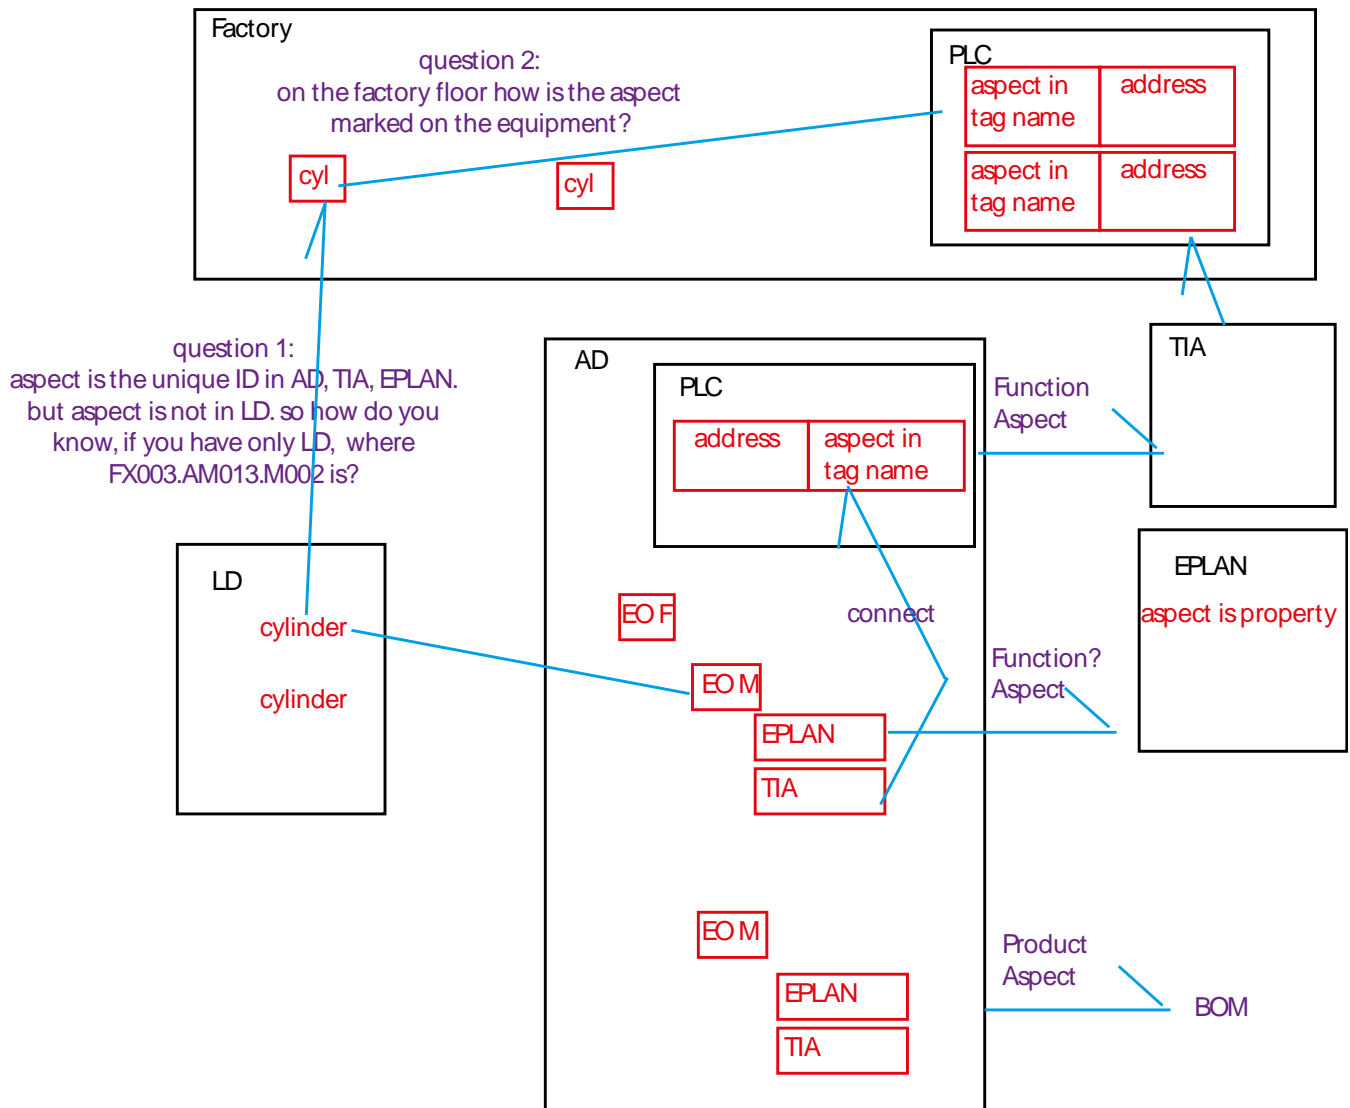 Factory
question 2:
on the factory floor how is the aspect
marked on the equipment?
PLC
aspect in
tag name
address
aspect in
tag name
address
cyl
cyl
question 1:
aspect is the unique ID in AD, TIA, EPLAN.
but aspect is not in LD. so how do you
know, if you have only LD, where
FX003.AM013.M002 is?
LD
cylinder
cylinder
AD
PLC
address
aspect in
tag name
EO F
EO M
EPLAN
TIA
connect
EO M
EPLAN
TIA
Function
Aspect
TIA
EPLAN
aspect is property
Function?
Aspect
Product
Aspect
BOM